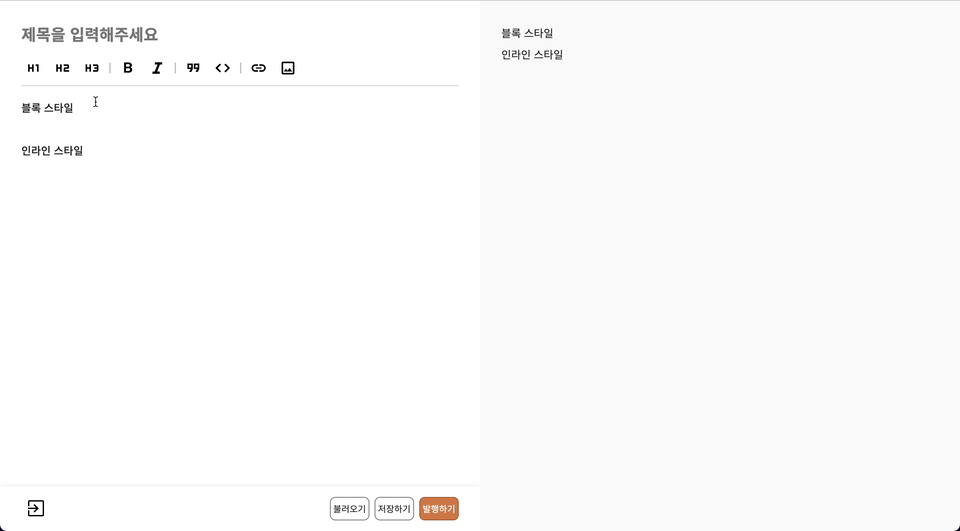 제목을 입력해주세요
H1 H2 H3 B I 99 <>
블록 스타일
인라인 스타일
불러오기 저장하기 발행하기
블록 스타일
인라인 스타일